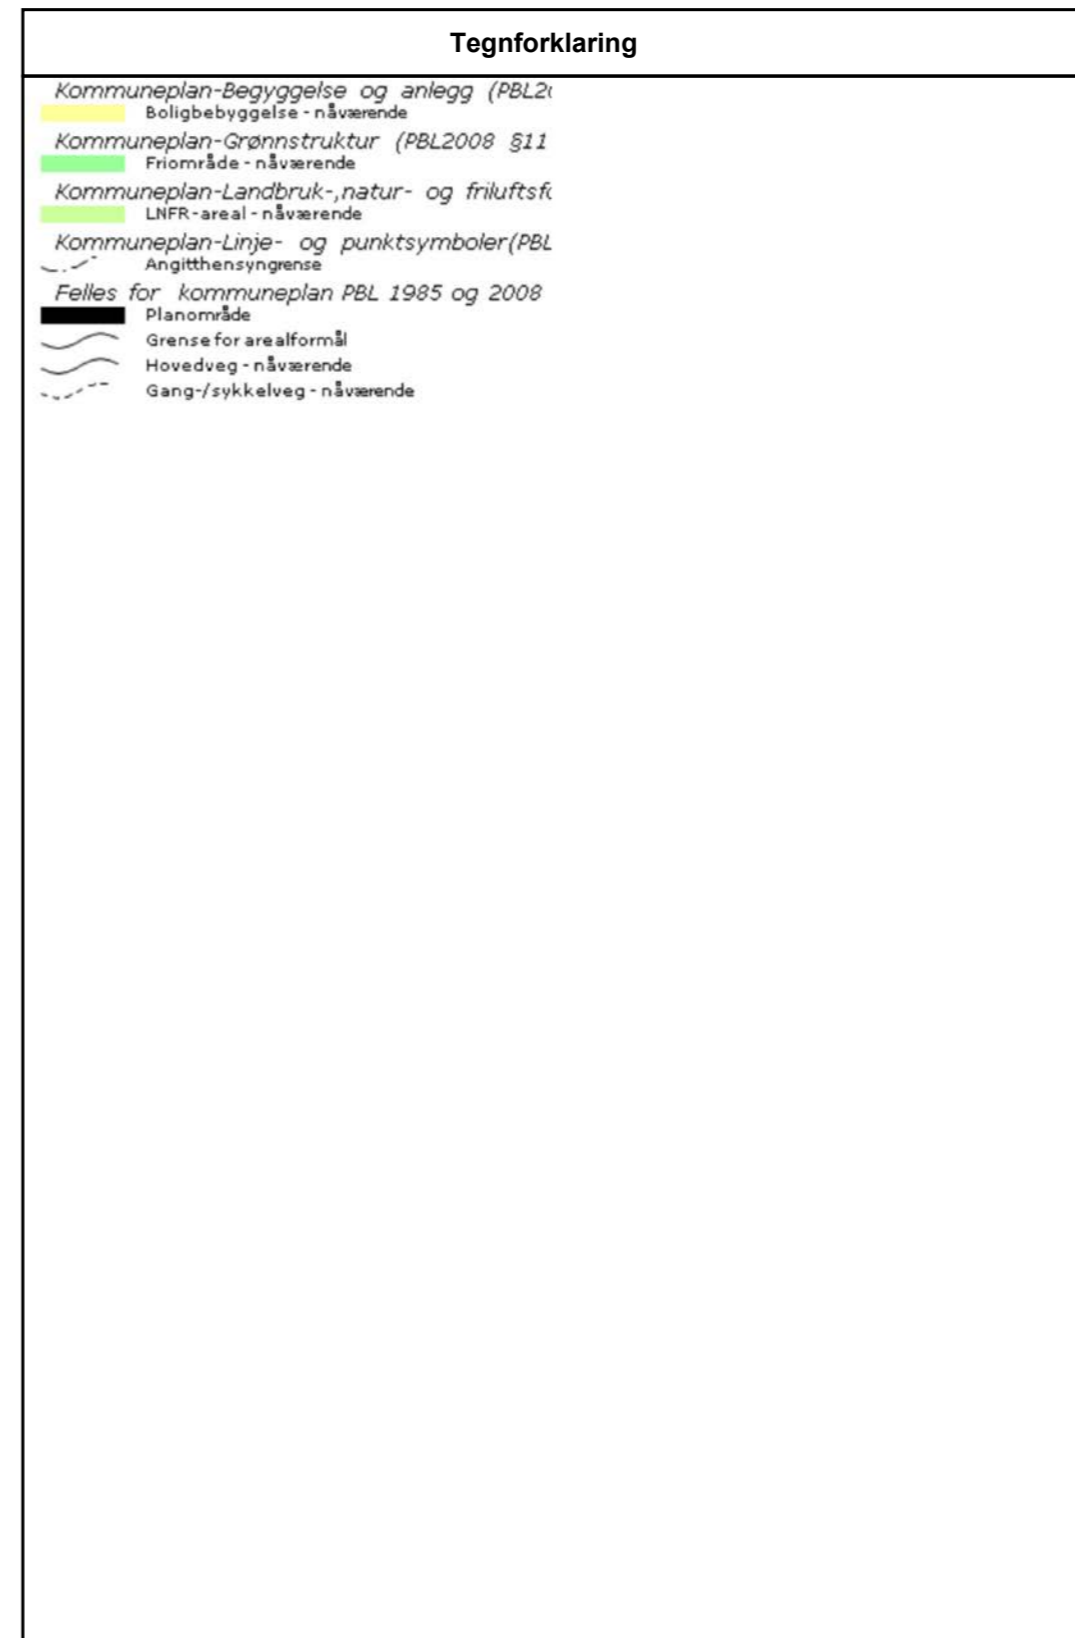 Tegnforklaring
Kommuneplan-Begyggelse og anlegg (PBL20
Boligbebyggelse - nåværende
Kommuneplan-Grønnstruktur (PBL2008 §11
Friområde - nåværende
Kommuneplan-Landbruk-,natur- og friluftsfo
LNFR-areal - nåværende
Kommuneplan-Linje- og punktsymboler(PBL
Angitthensyngrense
Felles for kommuneplan PBL 1985 og 2008
Planområde
Grense for arealformål
Hovedveg - nåværende
Gang-/sykkelveg - nåværende